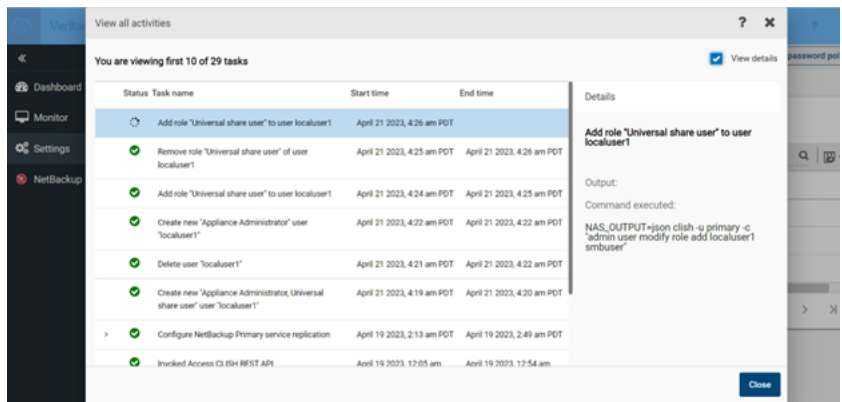 Verita
View all activities
?
?
«
You are viewing first 10 of 29 tasks
View details
password pol
Dashboard
Status Task name Start time End time
Details
Monitor
Add role "Universal share user" to user localuser1 April 21 2023, 4:26 am PDT
Add role "Universal share user" to user
localuser1
Settings
Remove role "Universal share user" of user April 21 2023, 4:25 am PDT April 21 2023, 4:26 am PDT
localuser1
NetBackup
Output:
Add role "Universal share user" to user localuser1 April 21 2023, 4:24 am PDT April 21 2023, 4:25 am PDT
Command executed:
Create new "Appliance Administrator" user April 21 2023, 4:22 am PDT April 21 2023, 4:22 am PDT
"localuser1"
NAS_OUTPUT=json clish -u primary -c
"admin user modify role add localuser1
smbuser"
Delete user "localuser1" April 21 2023, 4:21 am PDT April 21 2023, 4:22 am PDT
Create new "Appliance Administrator, Universal April 21 2023, 4:19 am PDT April 21 2023, 4:20 am PDT
share user" user "localuser1"
Configure NetBackup Primary service replication April 19 2023, 2:13 am PDT April 19 2023, 2:49 am PDT
Invoked Access CLISH REST API April 19 2023, 12:05 am April 19 2023, 12:54 am
Close